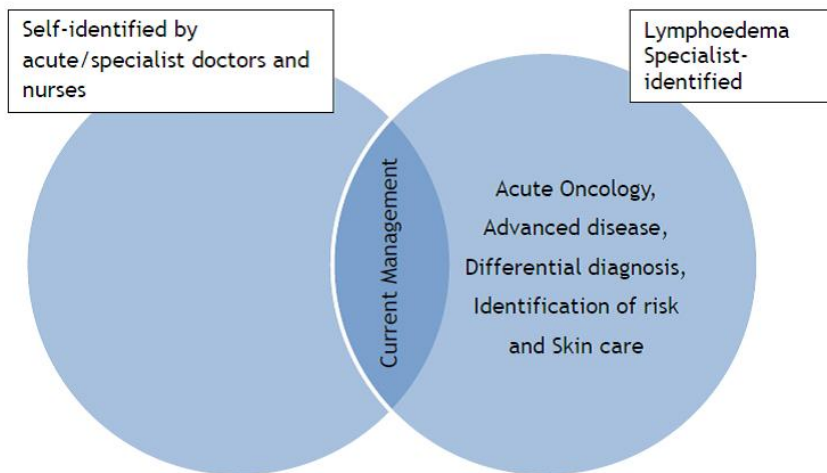 Self-identified by
acute/specialist doctors and
nurses
Lymphoedema
Specialist-
identified
Current Management
Acute Oncology,
Advanced disease,
Differential diagnosis,
Identification of risk
and Skin care